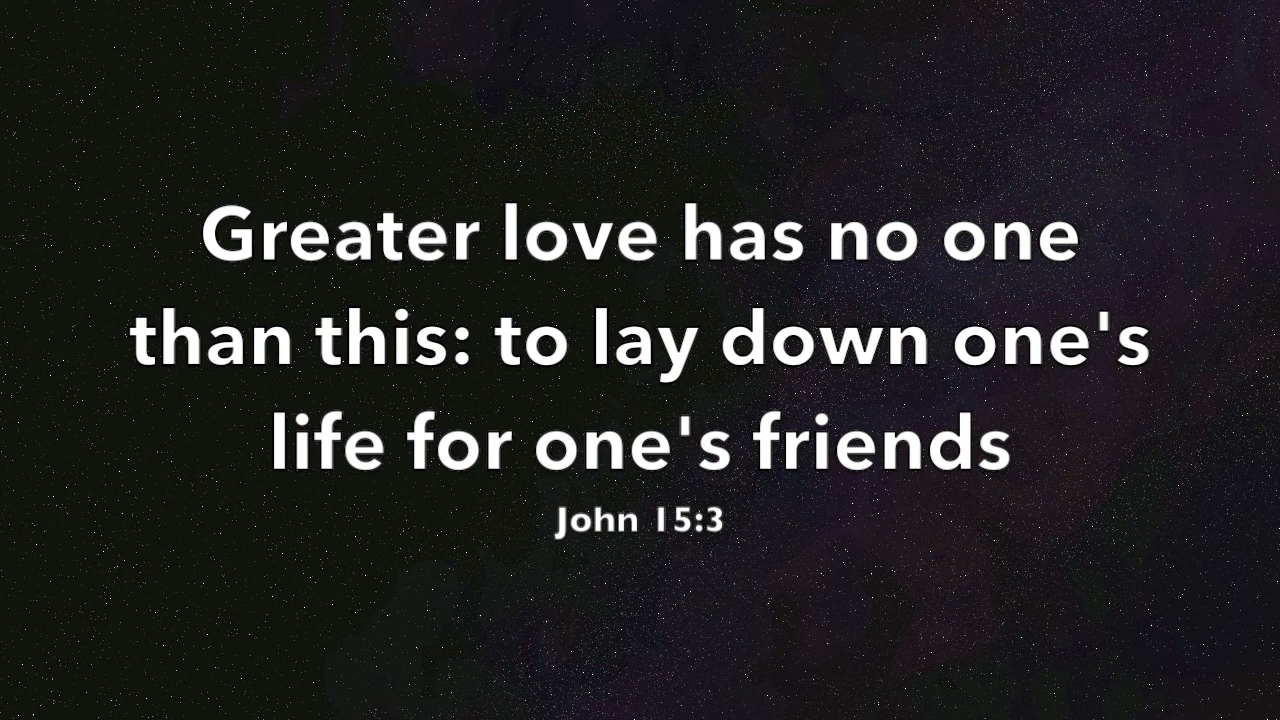 Greater love has no one
than this: to lay down one's
life for one's friends
John 15:3